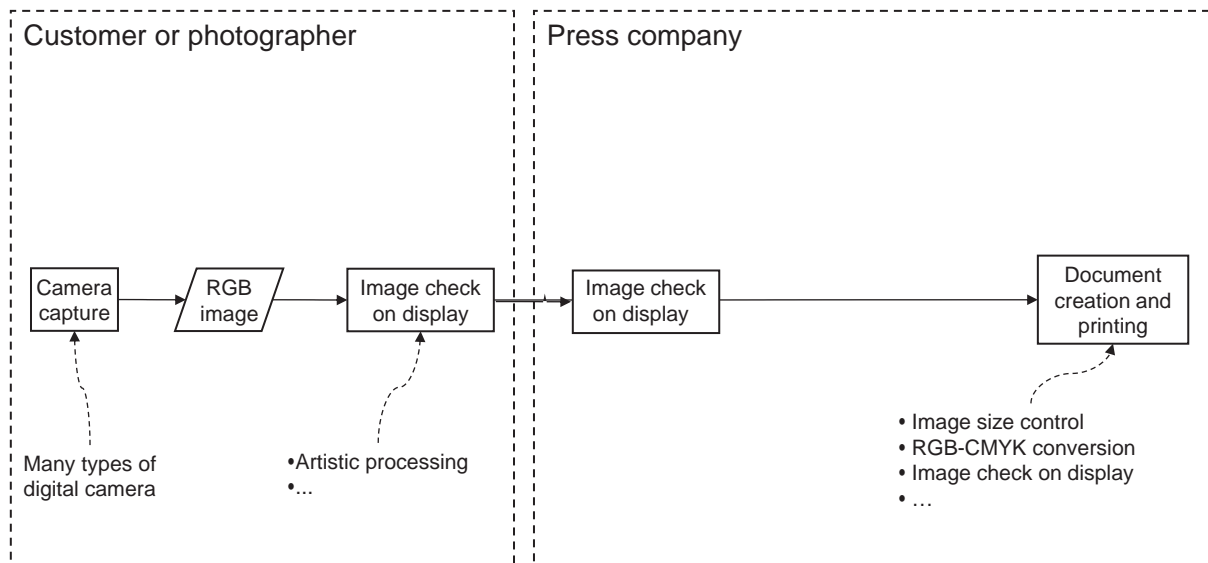 Customer or photographer
Press company
Camera
capture
RGB
image
Image check
on display
Image check
on display
Document
creation and
printing
Many types of
digital camera
•Artistic processing
•...
• Image size control
• RGB-CMYK conversion
• Image check on display
• …